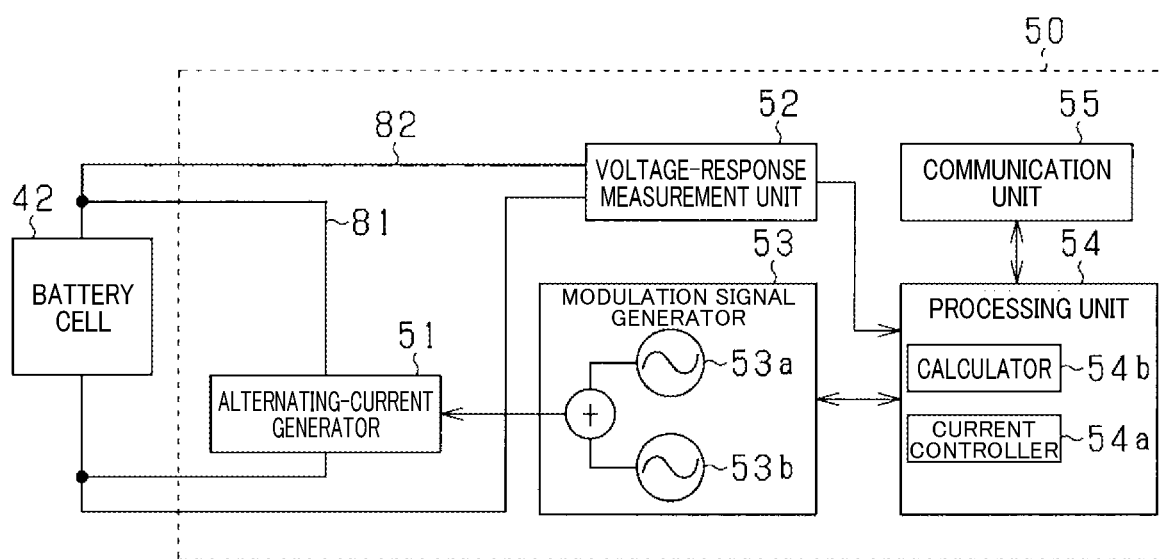 50
82
52
55
VOLTAGE-RESPONSE
MEASUREMENT UNIT
COMMUNICATION
UNIT
42
81
BATTERY
CELL
53
54
MODULATION SIGNAL
GENERATOR
PROCESSING UNIT
51
53a
CALCULATOR
54b
ALTERNATING-CURRENT
GENERATOR
+
CURRENT
CONTROLLER
54a
53b